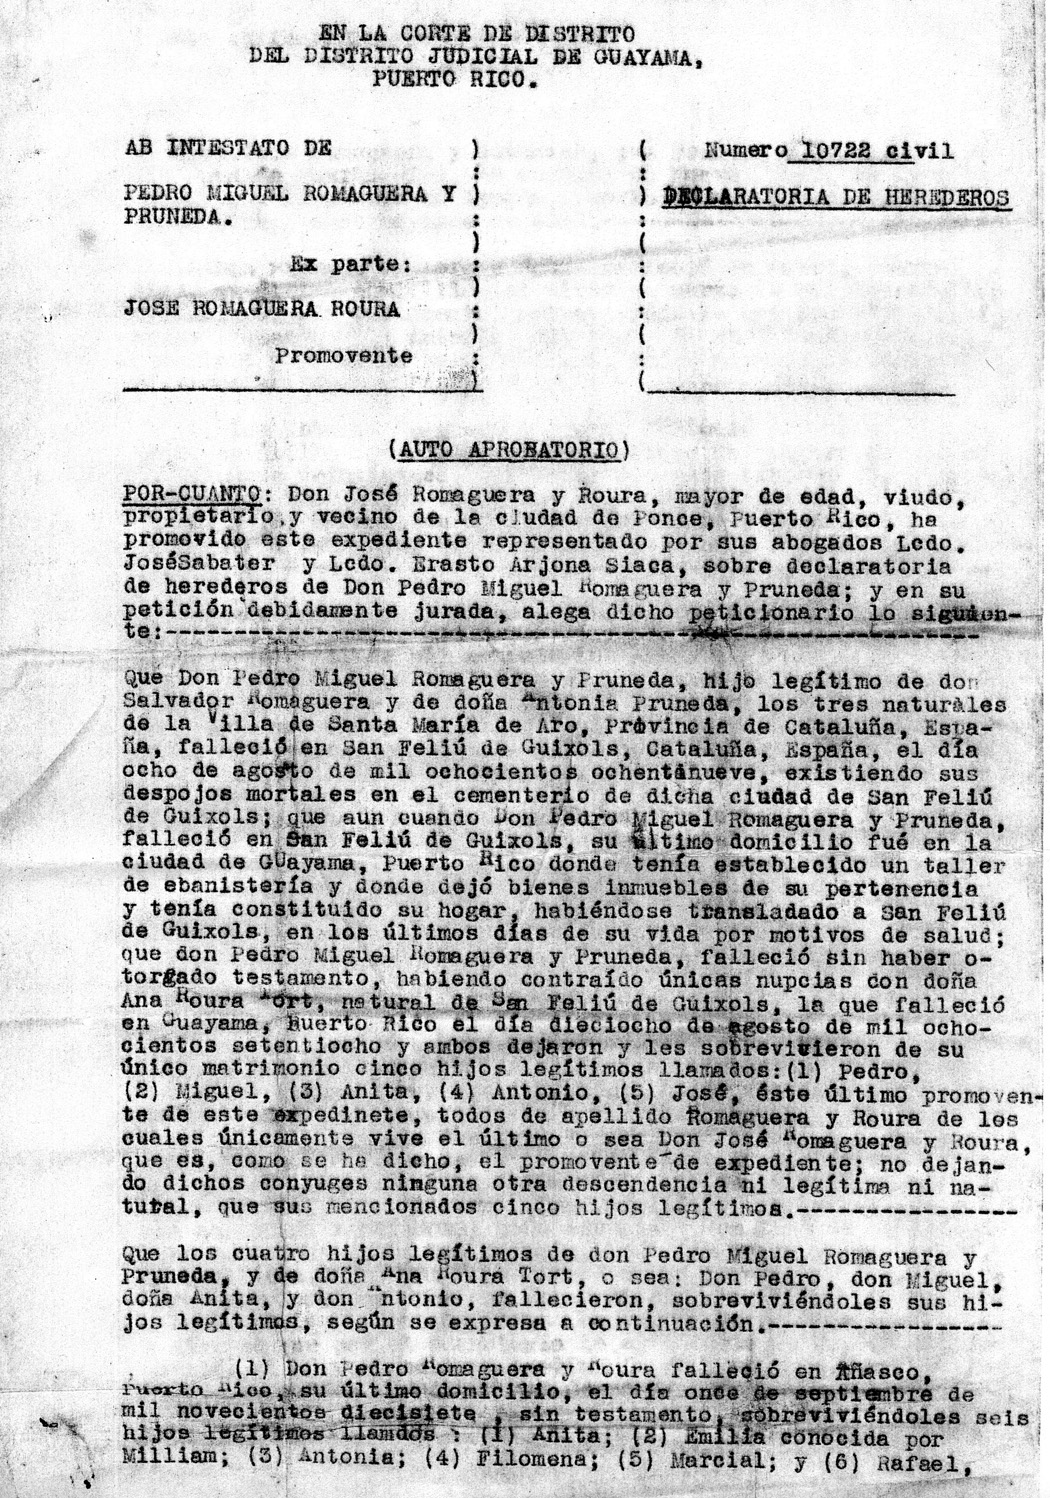 EN LA CORTE DE DISTRITO
DEL DISTRITO JUDICIAL DE GUAYAMA,
PUERTO RICO.
AB INTESTATO DE ) ( Numero 10722 civil
: :
PEDRO MIGUEL ROMAGUERA Y ) ) DECLARATORIA DE HEREDEROS
PRUNEDA. : :
) (
Ex parte: : :
) (
JOSE ROMAGUERA ROURA : :
) (
Promovente : :
) (
(AUTO APROBATORIO)
POR-CUANTO: Don José Romaguera y Roura, mayor de edad, viudo,
propietario,y vecino de la ciudad de Ponce, Puerto Rico, ha
promovido este expediente representado por sus abogados Lcdo.
JoséSabater y Lcdo. Erasto Arjona Siaca, sobre declaratoria
de herederos de Don Pedro Miguel Romaguera y Pruneda; y en su
petición debidamente jurada, alega dicho peticionario lo siguien-
te:---------------------------------------------------------
Que Don Pedro Miguel Romaguera y Pruneda, hijo legítimo de don
Salvador Romaguera y de doña Antonia Pruneda, los tres naturales
de la Villa de Santa María de Aro, Provincia de Cataluña, Espa-
ña, falleció en San Feliú de Guixols, Cataluña, España, el día
ocho de agosto de mil ochocientos ochentinueve, existiendo sus
despojos mortales en el cementerio de dicha ciudad de San Feliú
de Guixols; que aun cuando Don Pedro Miguel Romaguera y Pruneda,
falleció en San Feliú de Guixols, su último domicilio fué en la
ciudad de GUayama, Puerto Rico donde tenía establecido un taller
de ebanistería y donde dejó bienes inmuebles de su pertenencia
y tenía constituido su hogar, habiéndose transladado a San Feliú
de Guixols, en los últimos días de su vida por motivos de salud;
que don Pedro Miguel Romaguera y Pruneda, falleció sin haber o-
torgado testamento, habiendo contraído únicas nupcias con doña
Ana Roura Tort, natural de San Feliú de Guixols, la que falleció
en Guayama, Puerto Rico el día dieciocho de agosto de mil ocho-
cientos setentiocho y ambos dejaron y les sobrevivieron de su
único matrimonio cinco hijos legítimos llamados:(1) Pedro,
(2) Miguel, (3) Anita, (4) Antonio, (5) José, éste último promoven-
te de este expedinete, todos de apellido Romaguera y Roura de los
cuales únicamente vive el último o sea Don José Romaguera y Roura,
que es, como se ha dicho, el promovente de expediente; no dejan-
do dichos conyuges ninguna otra descendencia ni legítima ni na-
tutal, que sus mencionados cinco hijos legítimos.----------------
Que los cuatro hijos legítimos de don Pedro Miguel Romaguera y
Pruneda, y de doña Ana Roura Tort, o sea: Don Pedro, don Miguel,
doña Anita, y don Antonio, fallecieron, sobreviviéndoles sus hi-
jos legítimos, según se expresa a continuación.-----------------
(1) Don Pedro Romaguera y Roura falleció en Añasco,
Puerto Rico, su último domicilio, el día once de septiembre de
mil novecientos diecisiete , sin testamento, sobreviviéndoles seis
hijos legítimos llamdos : (1) Anita; (2) Emilia conocida por
Milliam; (3) Antonia; (4) Filomena; (5) Marcial; y (6) Rafael,